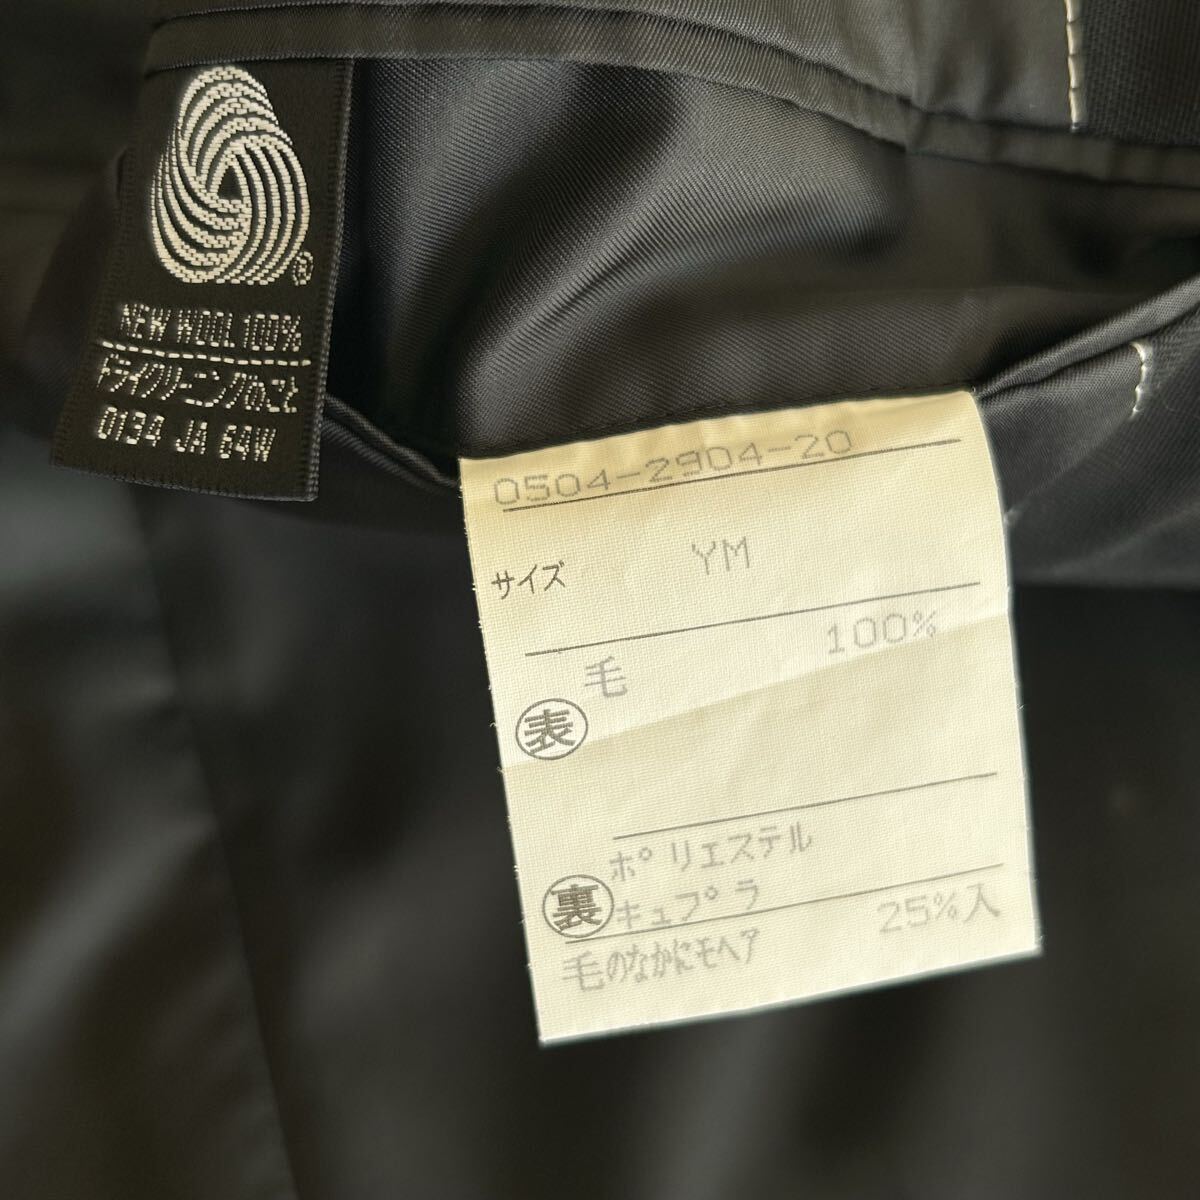 ®
NEW WOOL 100%
ドライクリーニングのこと
0134 JA 64W
0504-2904-20
サイズ YM
毛 100%
表
ポリエステル
裏 キュプラ
毛のなかにモヘア 25%入